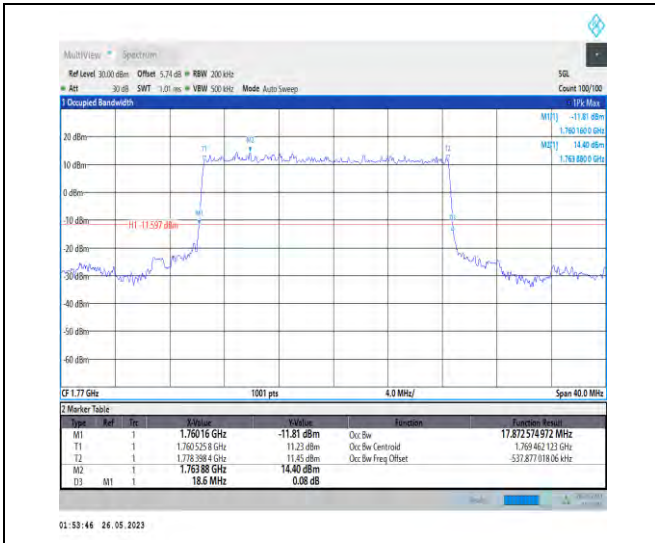 MultiView Spectrum
Ref Level 30.00 dBm Offset 5.74 dB RBW 200 kHz SGL
Att 30 dB SWT 1.01 ms VBW 500 kHz Mode Auto Sweep Count 100/100
1 Occupied Bandwidth 1Pk Max
M1[1] -11.81 dBm
1.760 160 0 GHz
M2[1] 14.40 dBm
1.763 880 0 GHz
20 dBm
T1 M2 T2
10 dBm
0 dBm
-10 dBm
M1
D3
H1 -11.597 dBm
-20 dBm
-30 dBm
-40 dBm
-50 dBm
-60 dBm
CF 1.77 GHz 1001 pts 4.0 MHz/ Span 40.0 MHz
2 Marker Table
Type Ref Trc X-Value Y-Value Function Function Result
M1 1 1.76016 GHz -11.81 dBm Occ Bw 17.872 574 972 MHz
T1 1 1.760 525 8 GHz 11.23 dBm Occ Bw Centroid 1.769 462 123 GHz
T2 1 1.778 398 4 GHz 11.45 dBm Occ Bw Freq Offset -537.877 018 06 kHz
M2 1 1.763 88 GHz 14.40 dBm
D3 M1 1 18.6 MHz 0.08 dB
01:53:46 26.05.2023